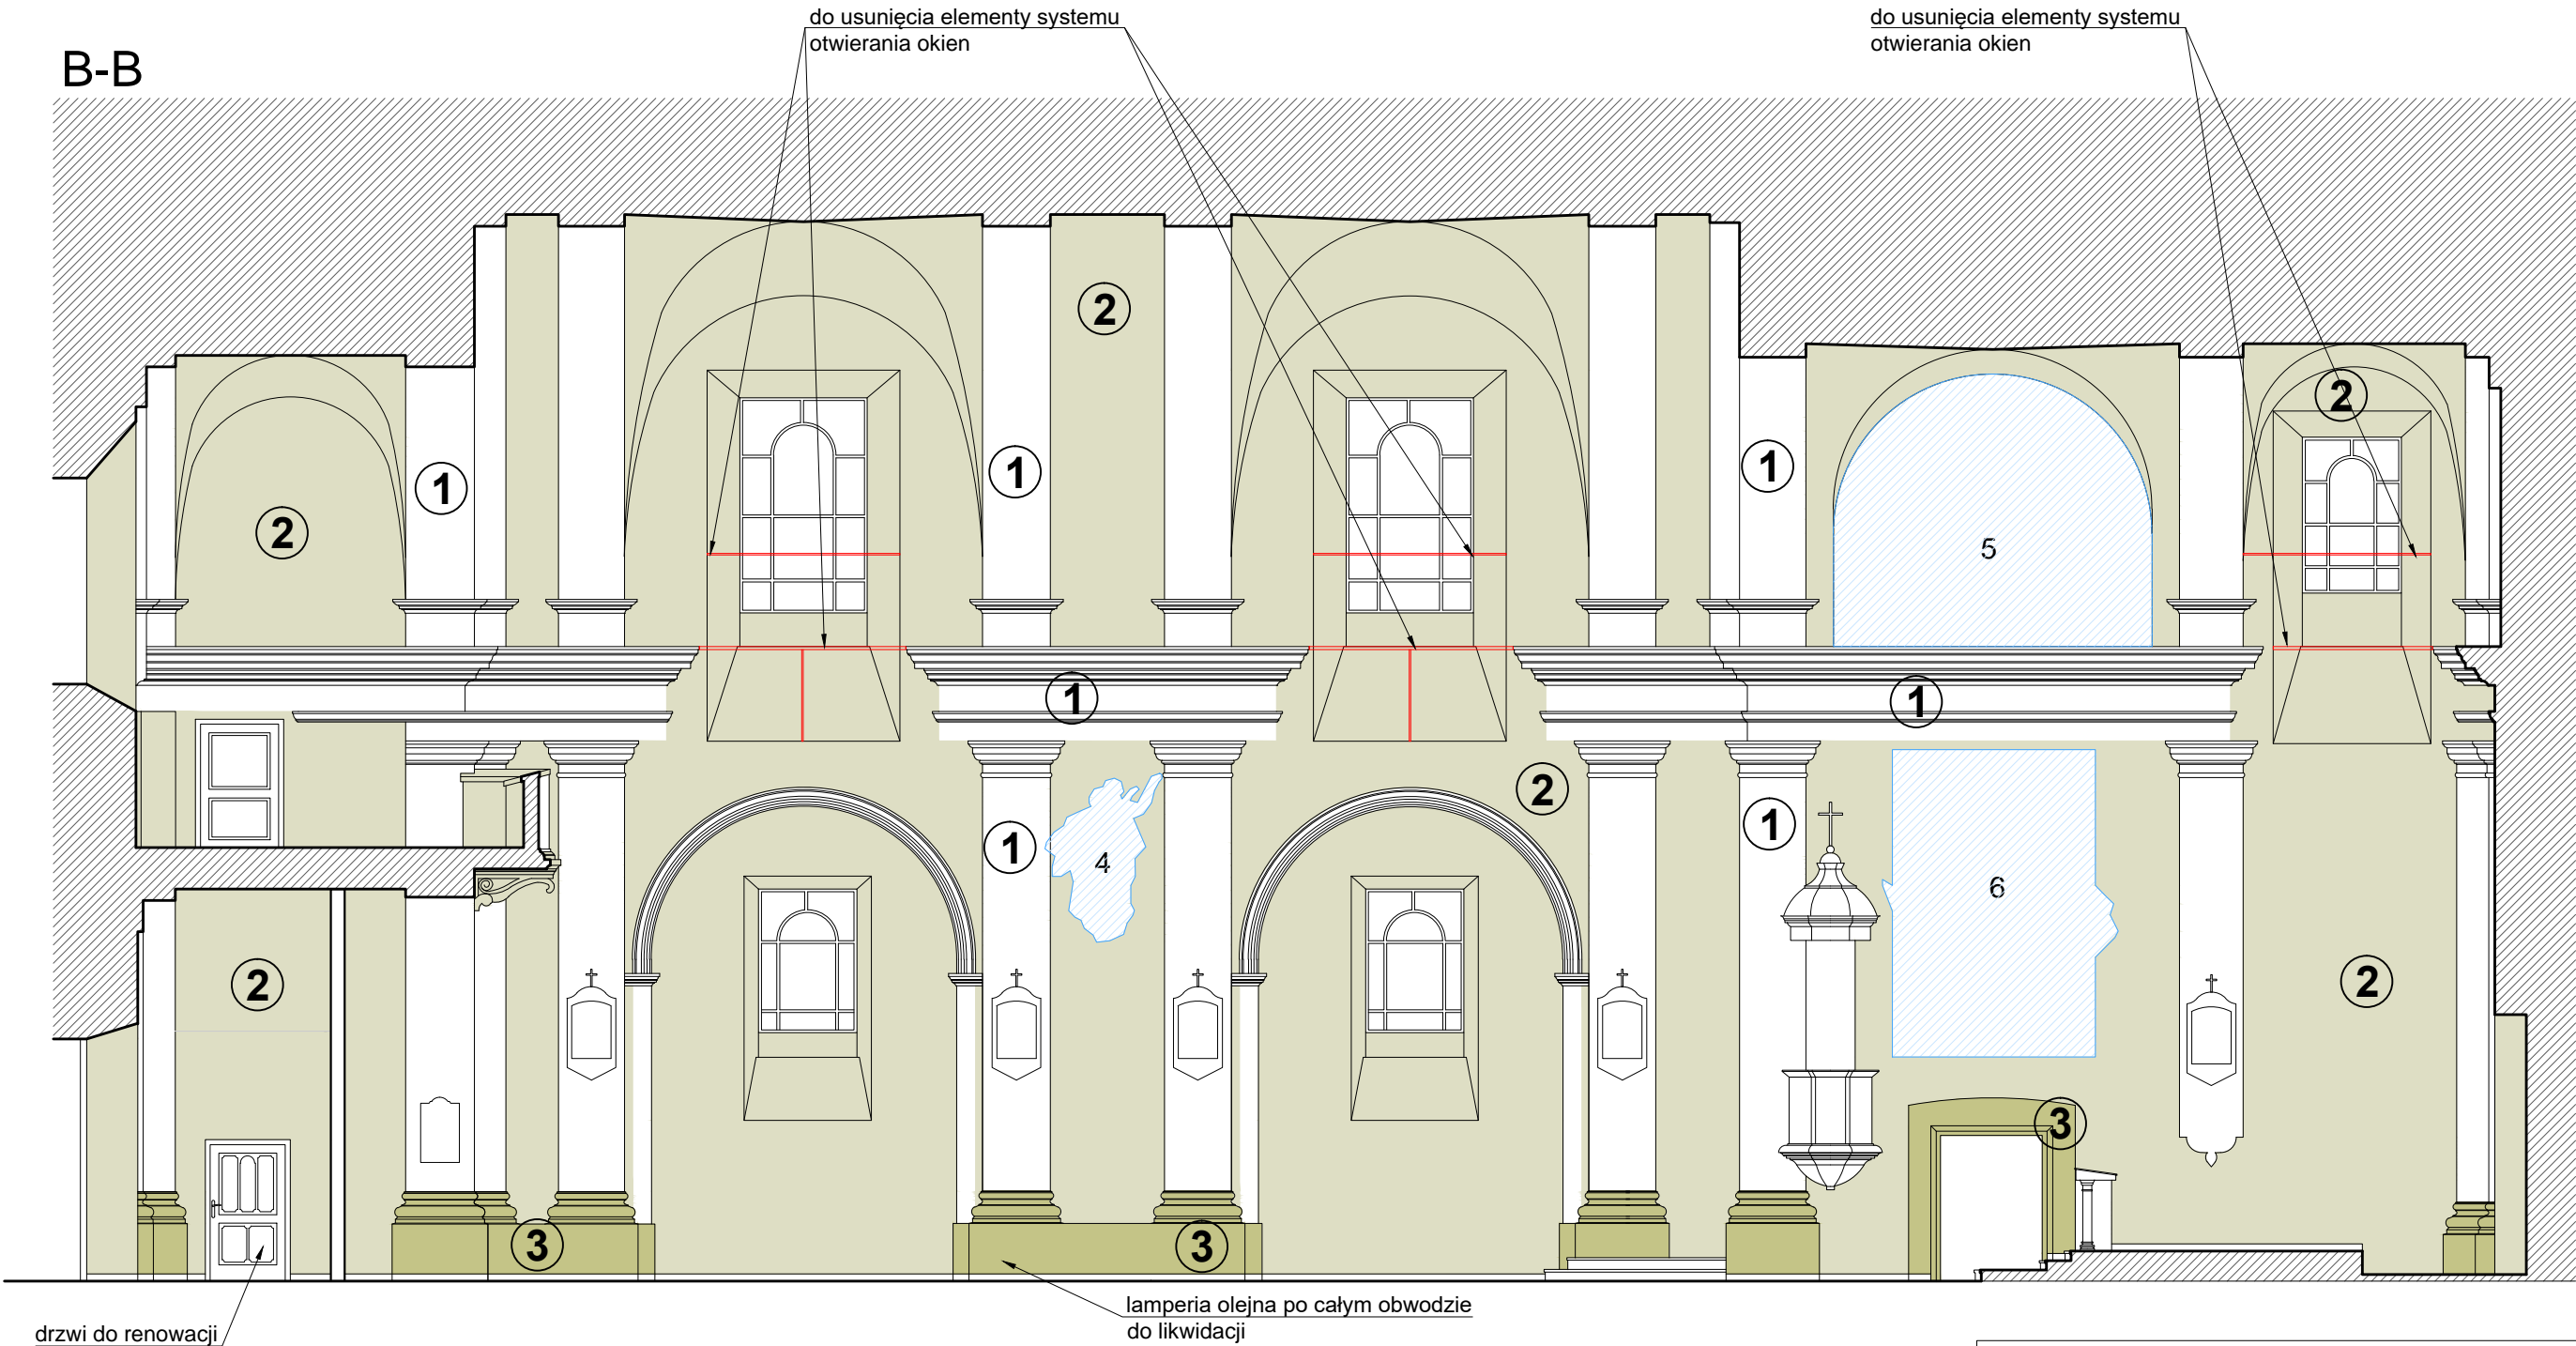 do usunięcia elementy systemu
otwierania okien
do usunięcia elementy systemu
otwierania okien
B-B
2
2
1
1
1
2
5
1
1
2
1
4
1
6
2
2
3
3
3
lamperia olejna po całym obwodzie
do likwidacji
drzwi do renowacji